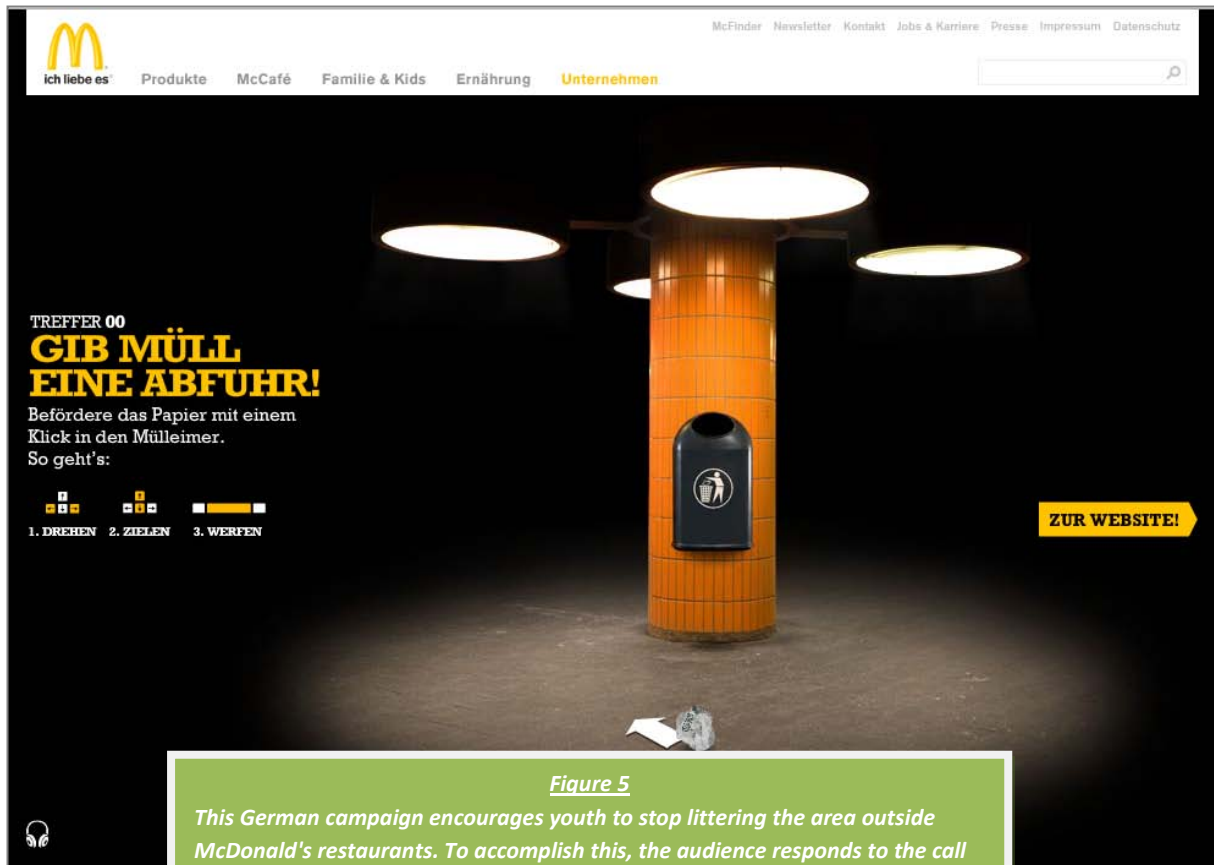 McFinder Newsletter Kontakt Jobs & Karriere Presse Impressum Datenschutz
ich liebe es
Produkte McCafé Familie & Kids Ernährung Unternehmen
TREFFER 00
GIB MÜLL
EINE ABFUHR!
Befördere das Papier mit einem
Klick in den Mülleimer.
So geht's:
1. DREHEN 2. ZIELEN 3. WERFEN
ZUR WEBSITE!
Figure 5
This German campaign encourages youth to stop littering the area outside
McDonald's restaurants. To accomplish this, the audience responds to the call